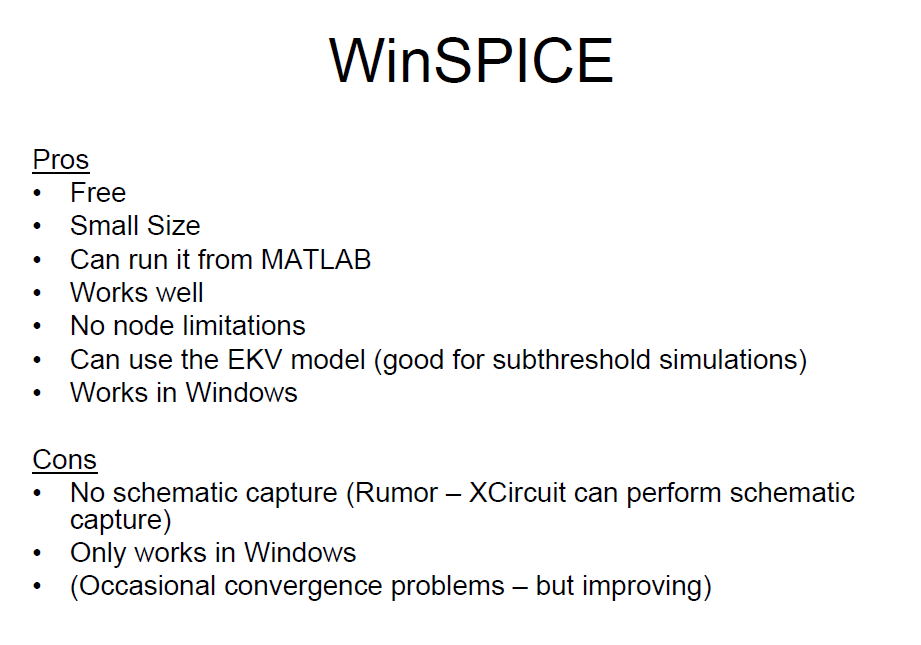 WinSPICE
Pros
• Free
• Small Size
• Can run it from MATLAB
• Works well
• No node limitations
• Can use the EKV model (good for subthreshold simulations)
• Works in Windows
Cons
• No schematic capture (Rumor – XCircuit can perform schematic
capture)
• Only works in Windows
• (Occasional convergence problems – but improving)